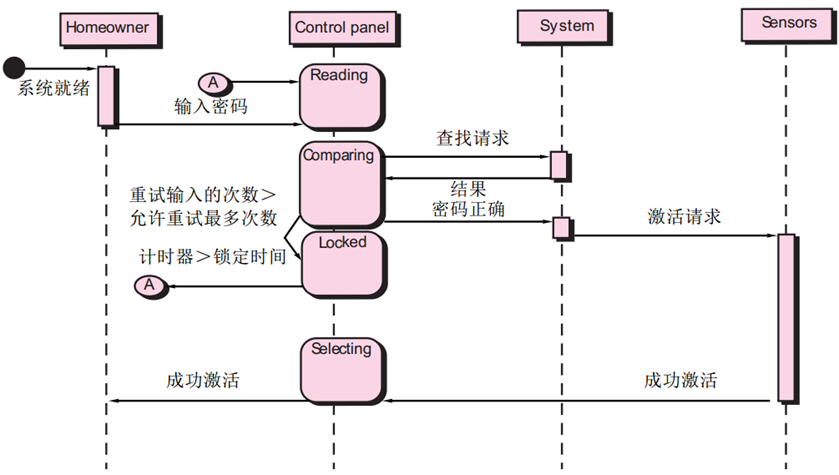 Homeowner
Control panel
System
Sensors
系统就绪
A
Reading
输入密码
Comparing
查找请求
结果
密码正确
重试输入的次数＞
允许重试最多次数
激活请求
Locked
计时器＞锁定时间
A
Selecting
成功激活
成功激活